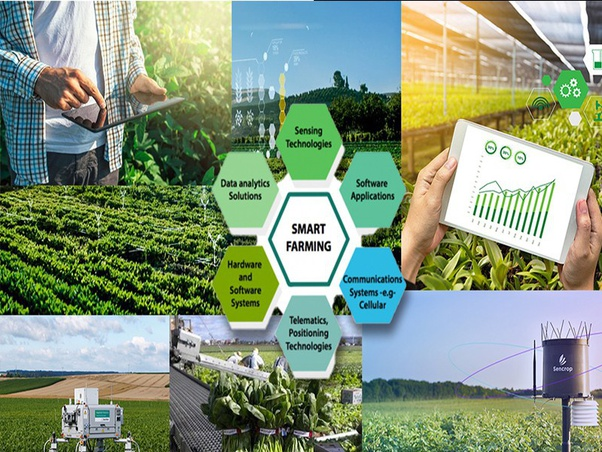 Sensing
Technologies
Data analytics
Solutions
Software
Applications
SMART
FARMING
Hardware
and
Software
Systems
Communications
Systems -e.g-
Cellular
Telematics,
Positioning
Technologies
Sencrop